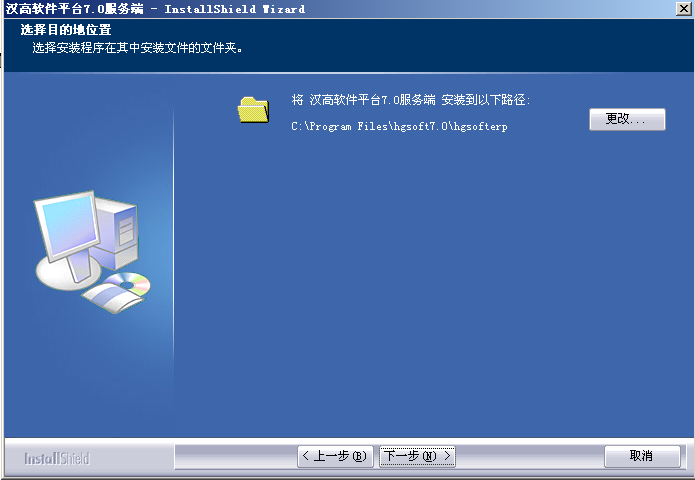 汉高软件平台7.0服务端 - InstallShield Wizard
选择目的地位置
选择安装程序在其中安装文件的文件夹。
将 汉高软件平台7.0服务端 安装到以下路径:
C:\Program Files\hgsoft7.0\hgsofterp
更改...
InstallShield
< 上一步(B)
下一步(N) >
取消